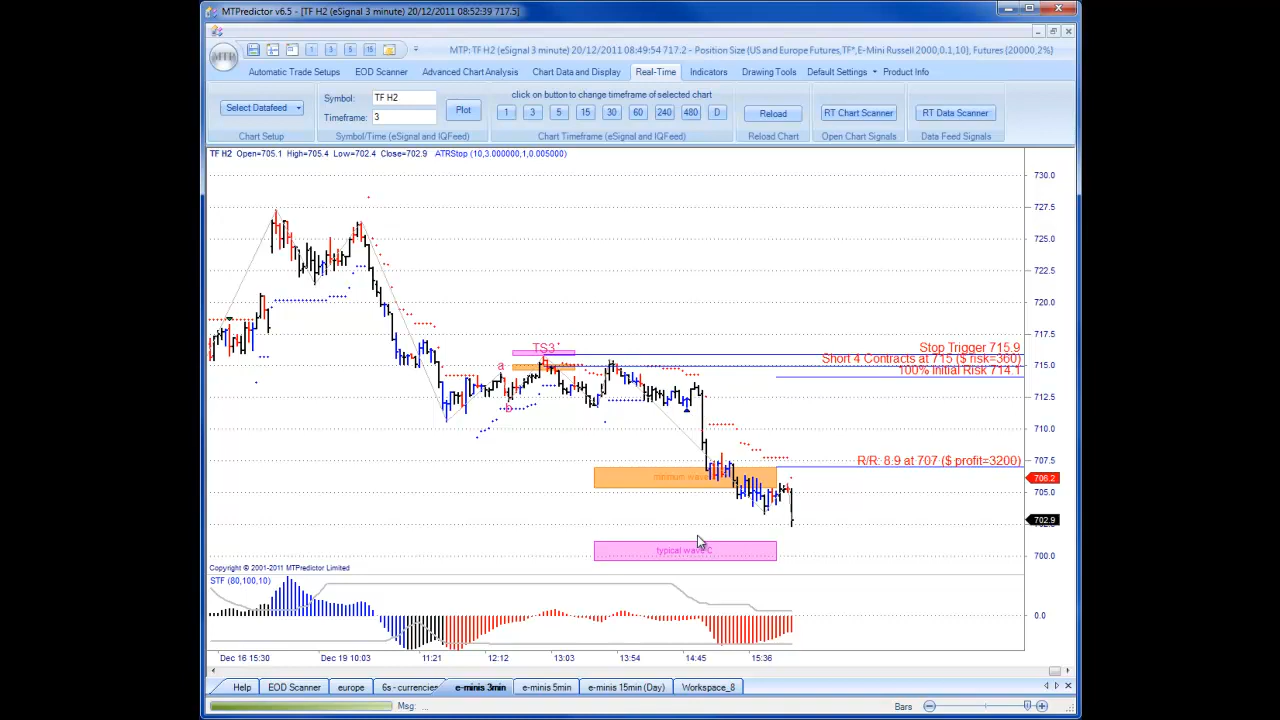 MTPredictor v6.5 - [TF H2 (eSignal 3 minute) 20/12/2011 08:52:39 717.5]
1 3 5 15
MTP: TF H2 (eSignal 3 minute) 20/12/2011 08:49:54 717.2 - Position Size (US and Europe Futures,TF*,E-Mini Russell 2000,0.1,10), Futures {20000,2%}
MTP
Automatic Trade Setups EOD Scanner Advanced Chart Analysis Chart Data and Display Real-Time Indicators Drawing Tools Default Settings Product Info
Select Datafeed Symbol: TF H2 Plot click on button to change timeframe of selected chart
Timeframe: 3 1 3 5 15 30 60 240 480 D Reload RT Chart Scanner RT Data Scanner
Chart Setup Symbol/Time (eSignal and IQFeed) Chart Timeframe (eSignal and IQFeed) Reload Chart Open Chart Signals Data Feed Signals
TF H2 Open=705.1 High=705.4 Low=702.4 Close=702.9 ATRStop (10,3.000000,1,0.005000)
730.0
727.5
725.0
722.5
720.0
717.5
TS3
Stop Trigger 715.9
Short 4 Contracts at 715 ($ risk=360)
715.0
a
100% Initial Risk 714.1
712.5
b
710.0
R/R: 8.9 at 707 ($ profit=3200)
707.5
minimum wave
706.2
705.0
702.9
typical wave C
700.0
Copyright © 2001-2011 MTPredictor Limited
STF (80,100,10)
0.0
Dec 16 15:30 Dec 19 10:03 11:21 12:12 13:03 13:54 14:45 15:36
Help EOD Scanner europe 6a - currencies e-minis 3min e-minis 5min e-minis 15min (Day) Workspace_8
Msg: ... Bars